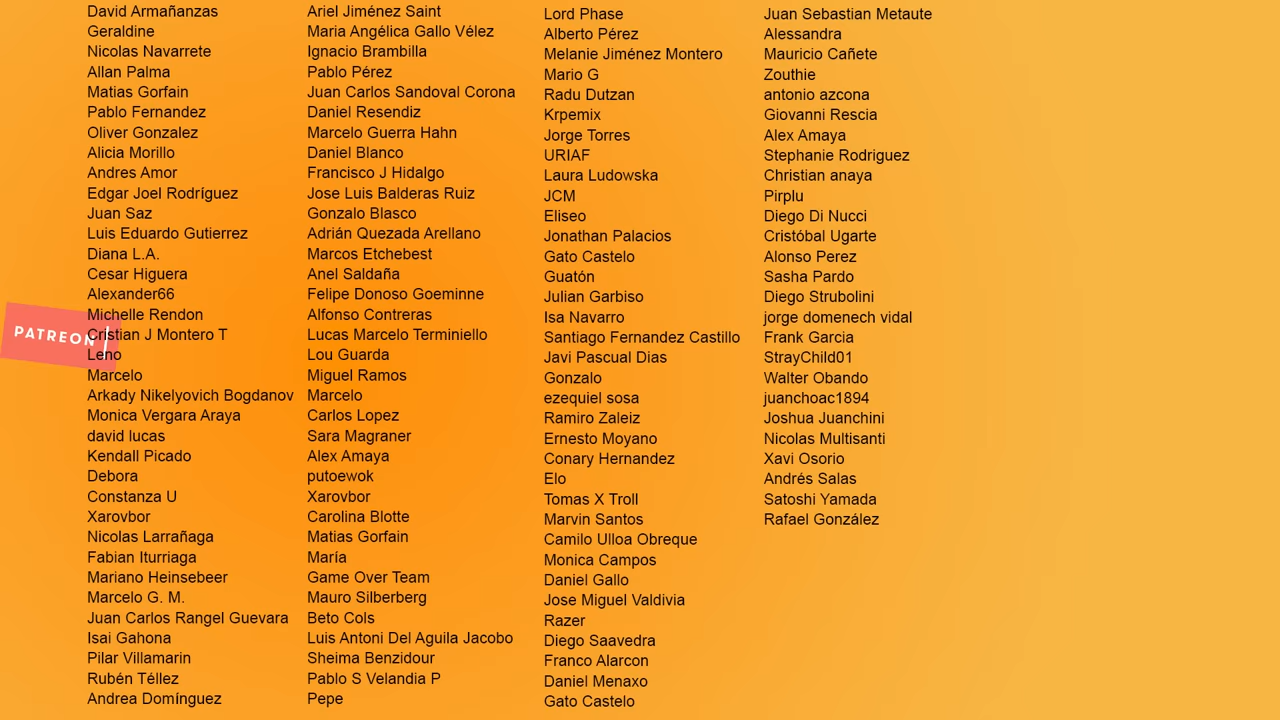 David Armañanzas
Geraldine
Nicolas Navarrete
Allan Palma
Matias Gorfain
Pablo Fernandez
Oliver Gonzalez
Alicia Morillo
Andres Amor
Edgar Joel Rodríguez
Juan Saz
Luis Eduardo Gutierrez
Diana L.A.
Cesar Higuera
Alexander66
Michelle Rendon
Cristian J Montero T
PATREON
Leno
Marcelo
Arkady Nikelyovich Bogdanov
Monica Vergara Araya
david lucas
Kendall Picado
Debora
Constanza U
Xarovbor
Nicolas Larrañaga
Fabian Iturriaga
Mariano Heinsebeer
Marcelo G. M.
Juan Carlos Rangel Guevara
Isai Gahona
Pilar Villamarin
Rubén Téllez
Andrea Domínguez
Ariel Jiménez Saint
Maria Angélica Gallo Vélez
Ignacio Brambilla
Pablo Pérez
Juan Carlos Sandoval Corona
Daniel Resendiz
Marcelo Guerra Hahn
Daniel Blanco
Francisco J Hidalgo
Jose Luis Balderas Ruiz
Gonzalo Blasco
Adrián Quezada Arellano
Marcos Etchebest
Anel Saldaña
Felipe Donoso Goeminne
Alfonso Contreras
Lucas Marcelo Terminiello
Lou Guarda
Miguel Ramos
Marcelo
Carlos Lopez
Sara Magraner
Alex Amaya
putoewok
Xarovbor
Carolina Blotte
Matias Gorfain
María
Game Over Team
Mauro Silberberg
Beto Cols
Luis Antoni Del Aguila Jacobo
Sheima Benzidour
Pablo S Velandia P
Pepe
Lord Phase
Alberto Pérez
Melanie Jiménez Montero
Mario G
Radu Dutzan
Krpemix
Jorge Torres
URIAF
Laura Ludowska
JCM
Eliseo
Jonathan Palacios
Gato Castelo
Guatón
Julian Garbiso
Isa Navarro
Santiago Fernandez Castillo
Javi Pascual Dias
Gonzalo
ezequiel sosa
Ramiro Zaleiz
Ernesto Moyano
Conary Hernandez
Elo
Tomas X Troll
Marvin Santos
Camilo Ulloa Obreque
Monica Campos
Daniel Gallo
Jose Miguel Valdivia
Razer
Diego Saavedra
Franco Alarcon
Daniel Menaxo
Gato Castelo
Juan Sebastian Metaute
Alessandra
Mauricio Cañete
Zouthie
antonio azcona
Giovanni Rescia
Alex Amaya
Stephanie Rodriguez
Christian anaya
Pirplu
Diego Di Nucci
Cristóbal Ugarte
Alonso Perez
Sasha Pardo
Diego Strubolini
jorge domenech vidal
Frank Garcia
StrayChild01
Walter Obando
juanchoac1894
Joshua Juanchini
Nicolas Multisanti
Xavi Osorio
Andrés Salas
Satoshi Yamada
Rafael González